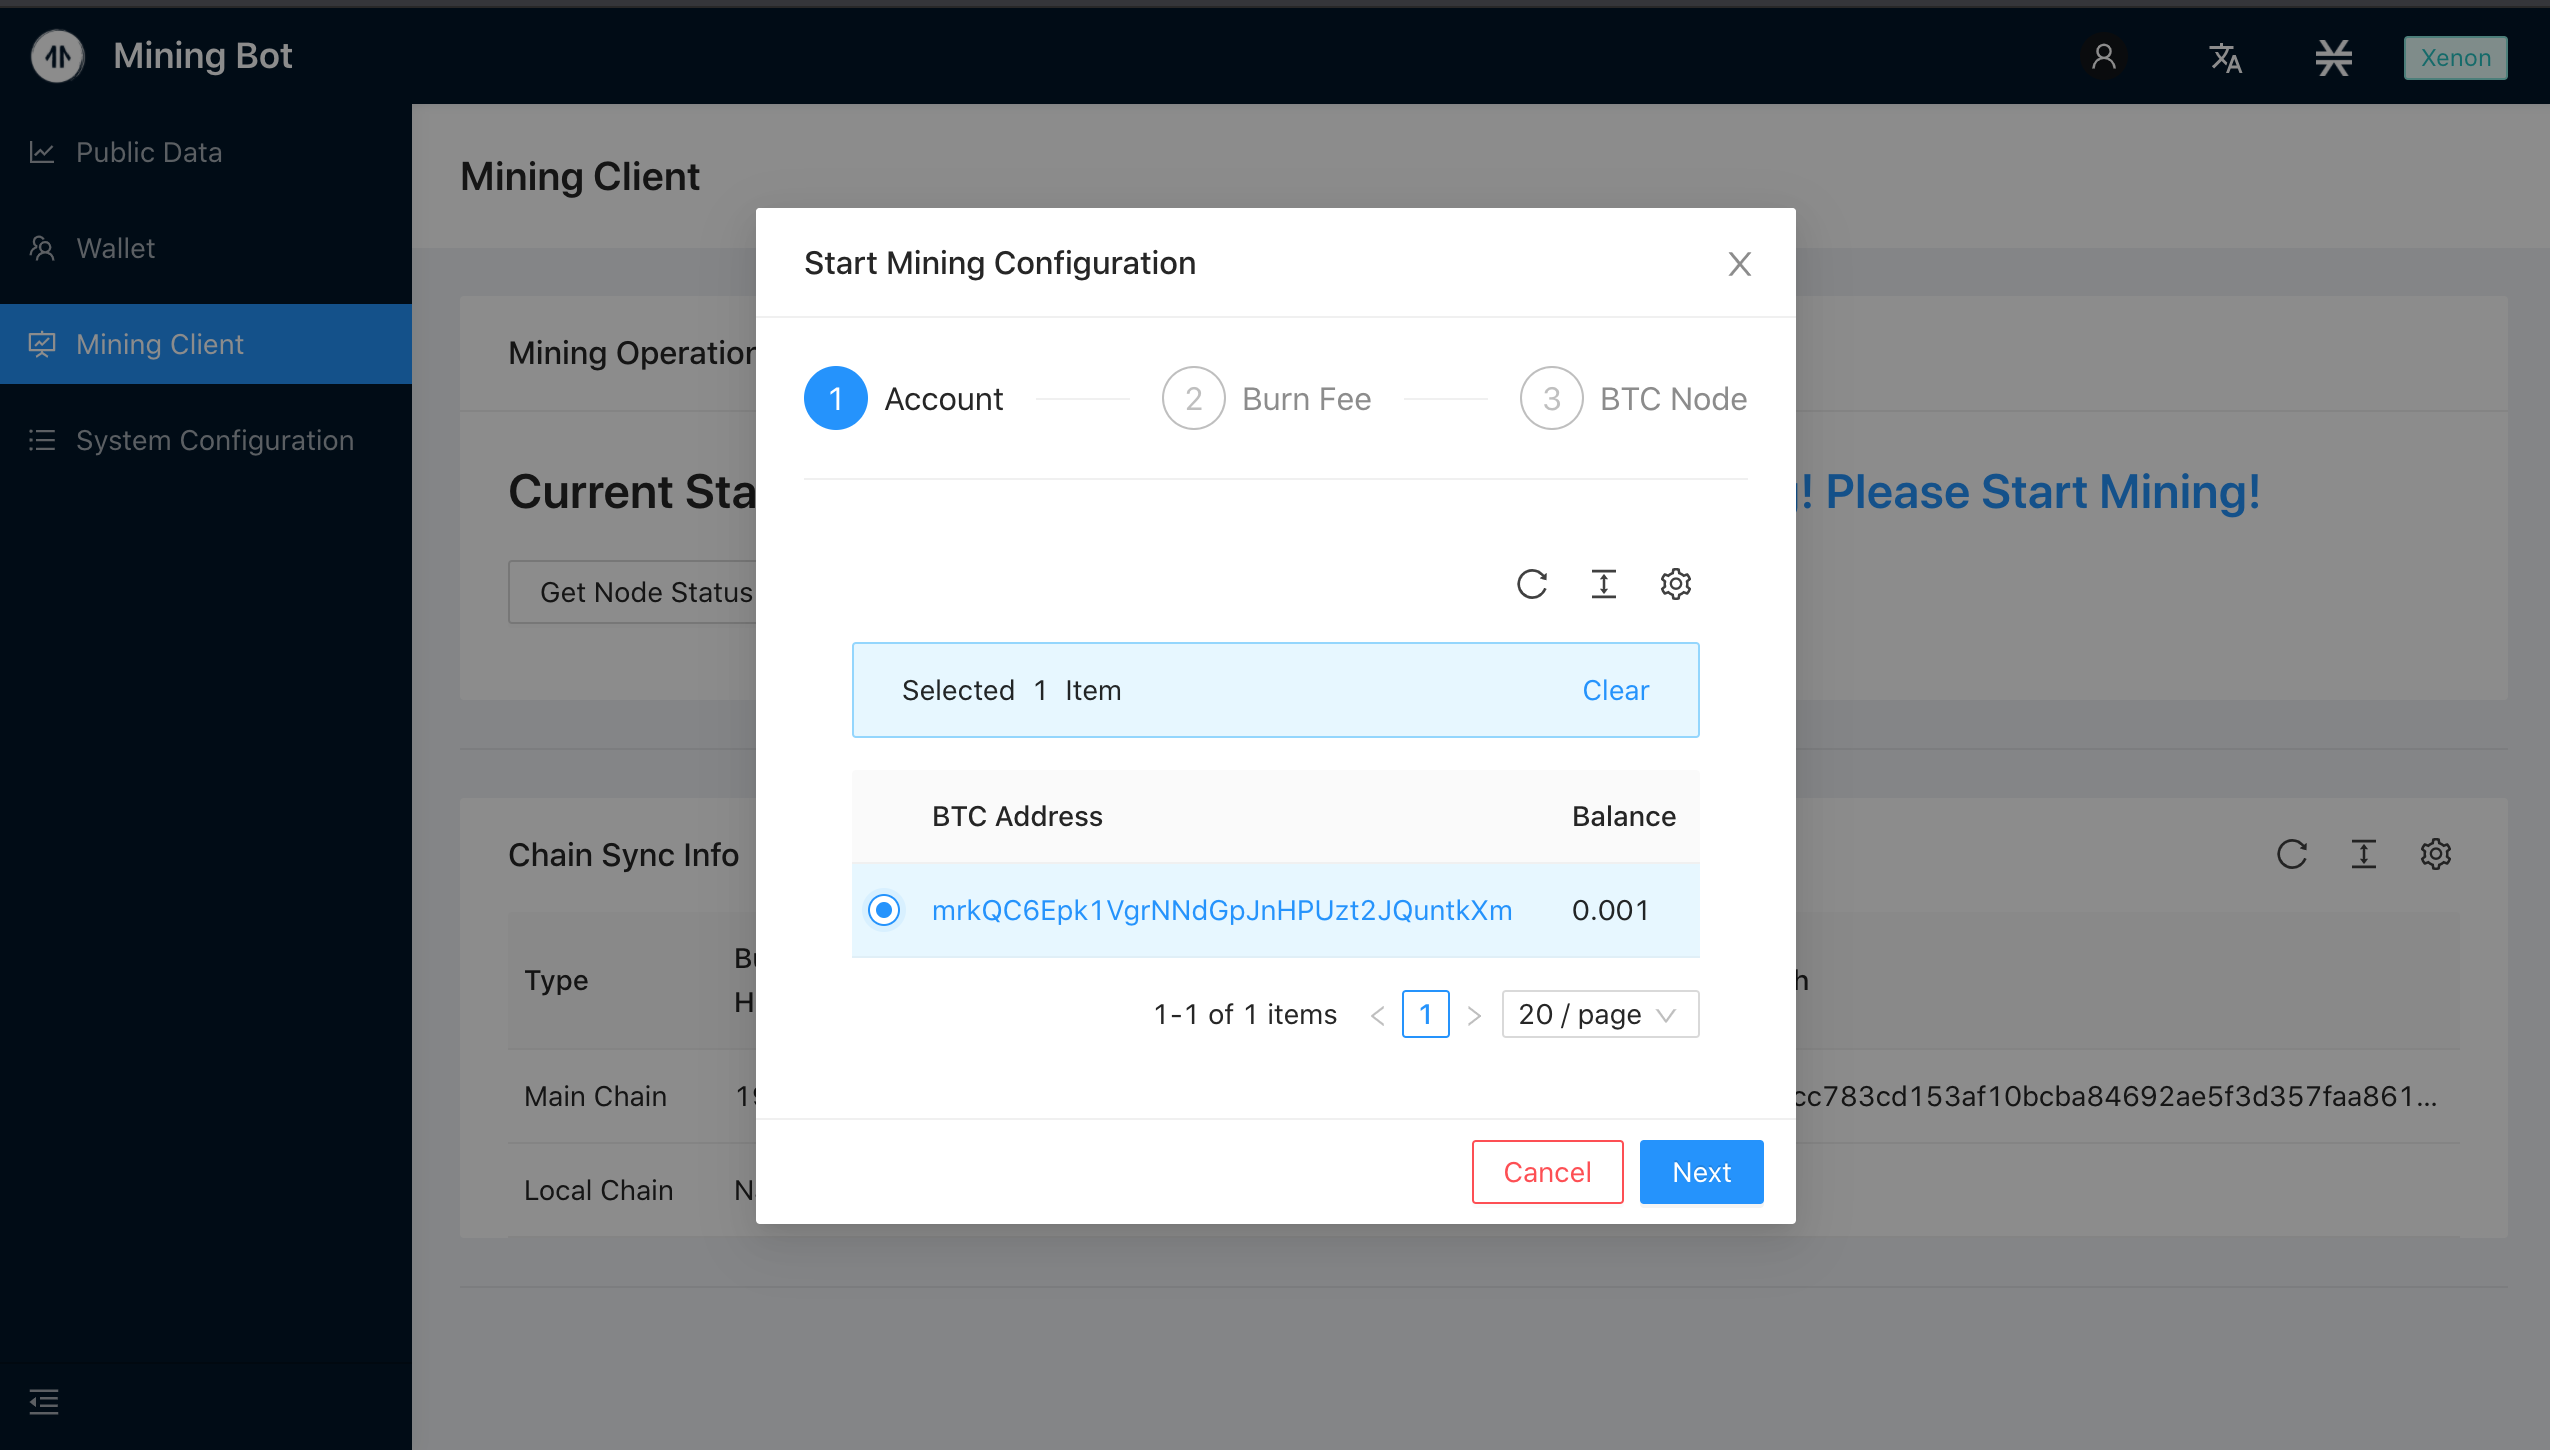 Mining Bot
Xenon
Public Data
Wallet
Mining Client
System Configuration
Mining Client
Mining Operation
Current Sta
! Please Start Mining!
Get Node Status
Chain Sync Info
Type
h
Main Chain
cc783cd153af10bcba84692ae5f3d357faa861...
Local Chain
Start Mining Configuration
1 Account
2 Burn Fee
3 BTC Node
Selected 1 Item
Clear
BTC Address Balance
mrkQC6Epk1VgrNNdGpJnHPUzt2JQuntkXm 0.001
1-1 of 1 items < 1 > 20 / page
Cancel
Next